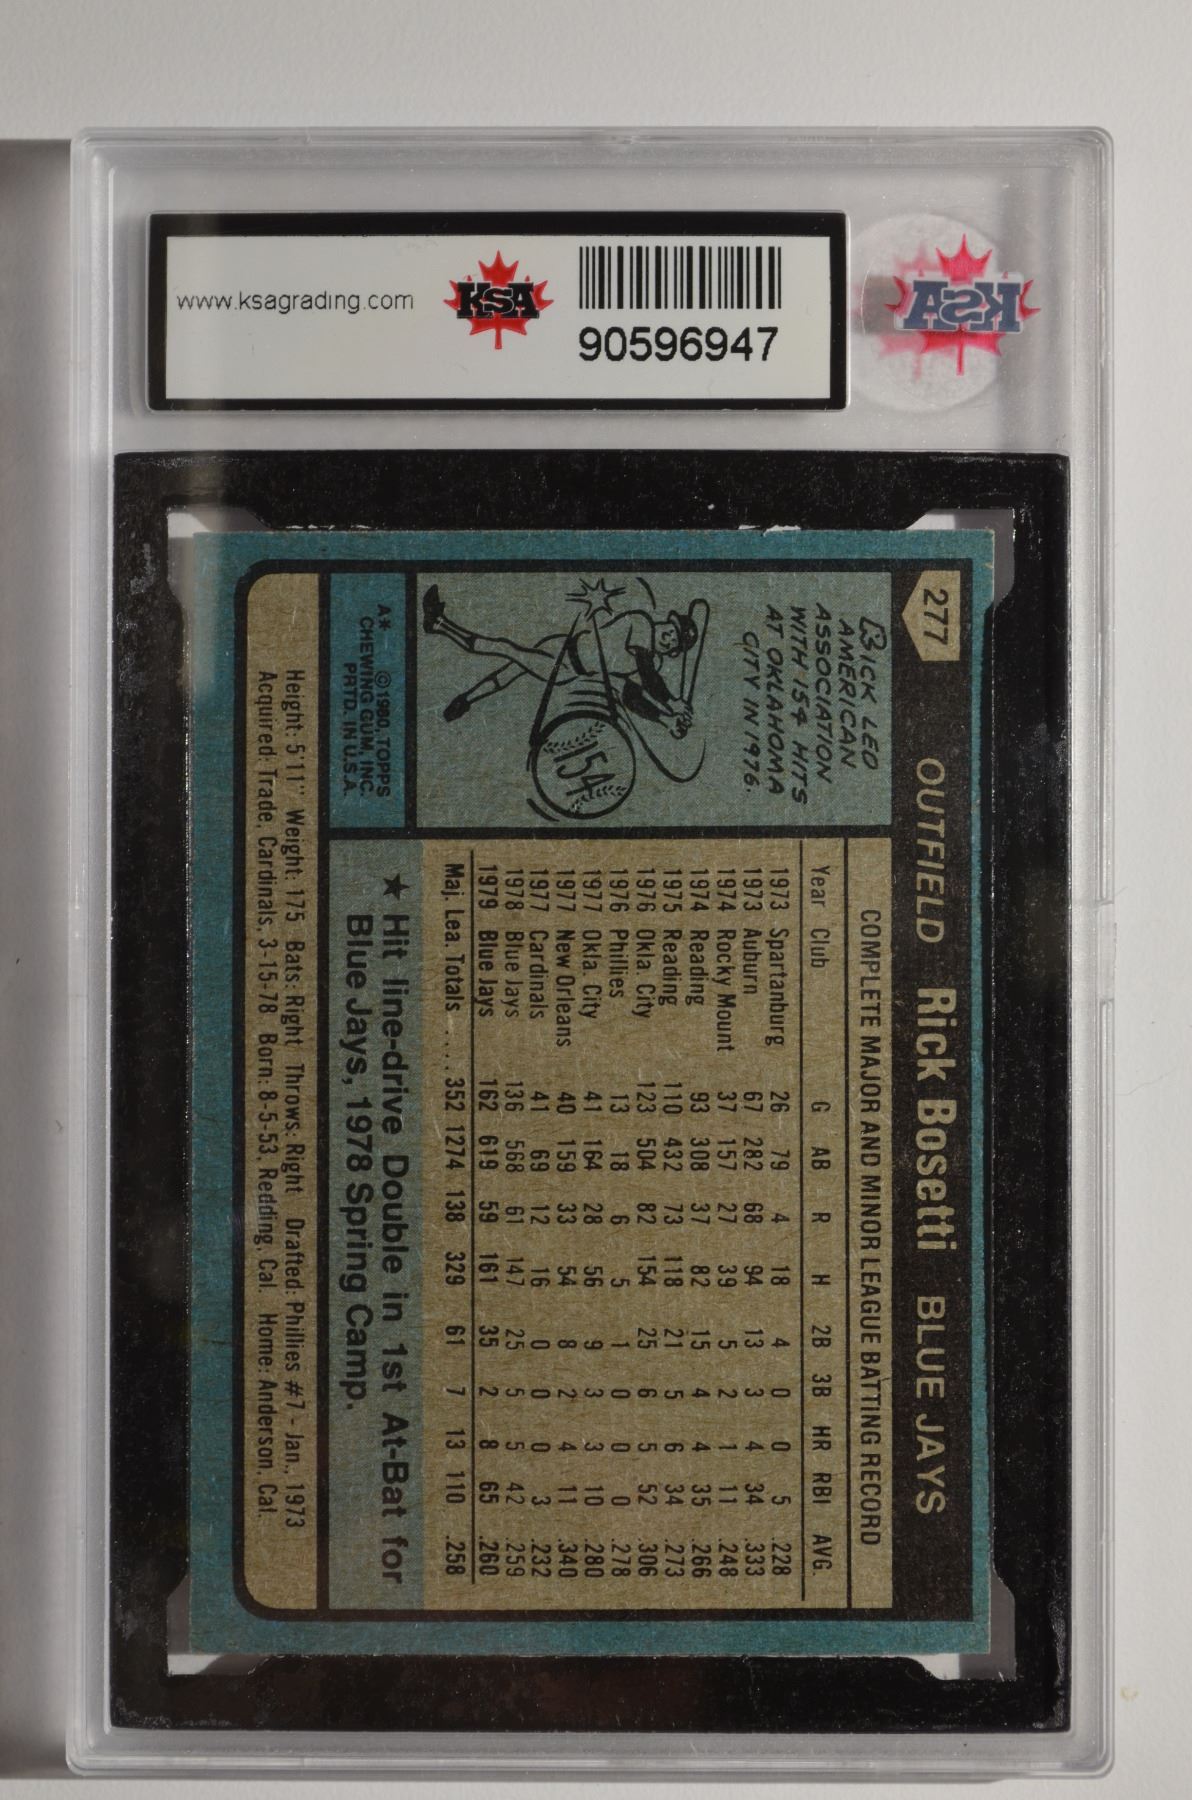 www.ksagrading.com
KSA
90596947
KSA
277
OUTFIELD Rick Bosetti BLUE JAYS
RICK LED
AMERICAN
ASSOCIATION
WITH 154 HITS
AT OKLAHOMA
CITY IN 1976.
154
A* ©1980, TOPPS
CHEWING GUM, INC.
PRTD. IN U.S.A.
COMPLETE MAJOR AND MINOR LEAGUE BATTING RECORD
Year Club G AB R H 2B 3B HR RBI AVG.
1973 Spartanburg 26 79 4 18 4 0 0 5 .228
1973 Auburn 67 282 68 94 13 3 4 34 .333
1974 Rocky Mount 37 157 27 39 5 2 1 11 .248
1974 Reading 93 308 37 82 15 4 4 35 .266
1975 Reading 110 432 73 118 21 5 6 34 .273
1976 Okla. City 123 504 82 154 25 6 5 52 .306
1976 Phillies 13 18 6 5 1 0 0 0 .278
1977 Okla. City 41 164 28 56 9 3 3 10 .280
1977 New Orleans 40 159 33 54 8 2 4 11 .340
1977 Cardinals 41 69 12 16 0 0 0 3 .232
1978 Blue Jays 136 568 61 147 25 5 5 42 .259
1979 Blue Jays 162 619 59 161 35 2 8 65 .260
Maj. Lea. Totals .... 352 1274 138 329 61 7 13 110 .258
★ Hit line-drive Double in 1st At-Bat for
Blue Jays, 1978 Spring Camp.
Height: 5'11" Weight: 175 Bats: Right Throws: Right Drafted: Phillies #7 - Jan., 1973
Acquired: Trade, Cardinals, 3-15-78 Born: 8-5-53, Redding, Cal. Home: Anderson, Cal.